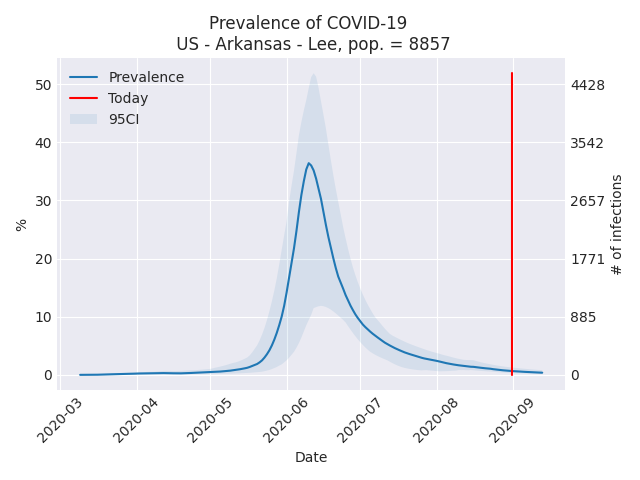 Prevalence of COVID-19
US - Arkansas - Lee, pop. = 8857
Prevalence
Today
95CI
50
40
30
20
10
0
%
4428
3542
2657
1771
885
0
# of infections
2020-03
2020-04
2020-05
2020-06
2020-07
2020-08
2020-09
Date